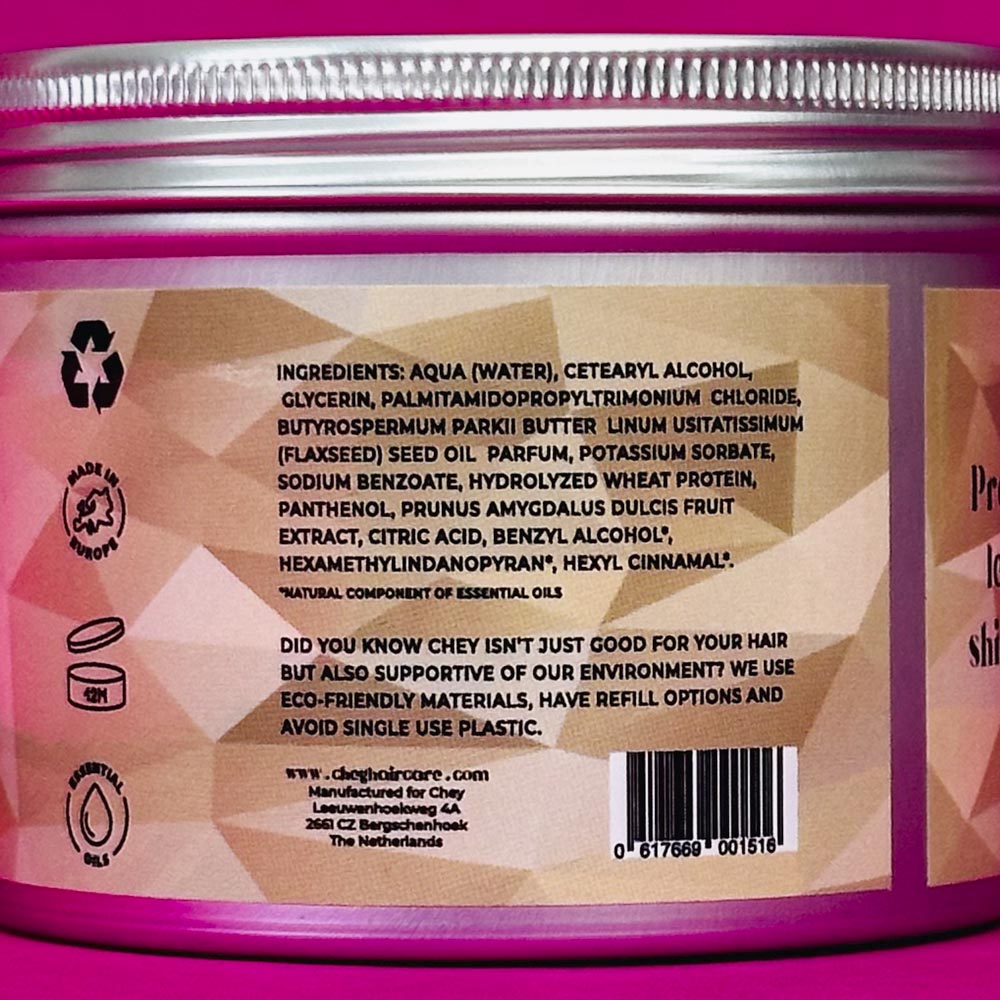 INGREDIENTS: AQUA (WATER), CETEARYL ALCOHOL,
GLYCERIN, PALMITAMIDOPROPYLTRIMONIUM CHLORIDE,
BUTYROSPERMUM PARKII BUTTER LINUM USITATISSIMUM
(FLAXSEED) SEED OIL PARFUM, POTASSIUM SORBATE,
SODIUM BENZOATE, HYDROLYZED WHEAT PROTEIN,
PANTHENOL, PRUNUS AMYGDALUS DULCIS FRUIT
EXTRACT, CITRIC ACID, BENZYL ALCOHOL*,
HEXAMETHYLINDANOPYRAN*, HEXYL CINNAMAL*.
*NATURAL COMPONENT OF ESSENTIAL OILS
DID YOU KNOW CHEY ISN'T JUST GOOD FOR YOUR HAIR
BUT ALSO SUPPORTIVE OF OUR ENVIRONMENT? WE USE
ECO-FRIENDLY MATERIALS, HAVE REFILL OPTIONS AND
AVOID SINGLE USE PLASTIC.
www.cheyhaircare.com
Manufactured for Chey
Leeuwenhoekweg 4A
2661 CZ Bergschenhoek
The Netherlands
0 617669 001516
MADE IN
EUROPE
12M
ESSENTIAL
OILS